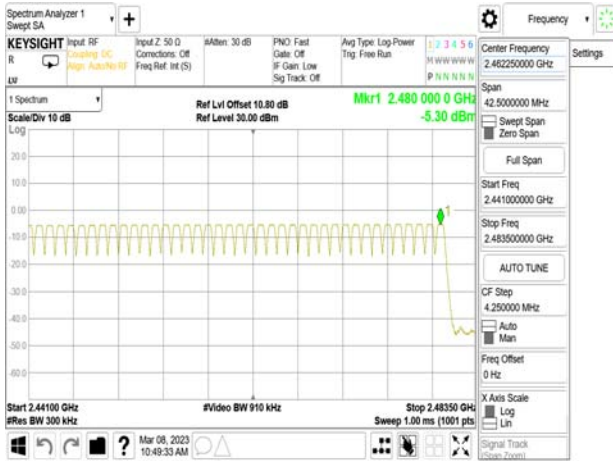 Spectrum Analyzer 1
Swept SA
Frequency
KEYSIGHT
R
Input: RF
Coupling: DC
Align: Auto/No RF
Input Z: 50 Ω
Corrections: Off
Freq Ref: Int (S)
#Atten: 30 dB
PNO: Fast
Gate: Off
IF Gain: Low
Sig Track: Off
Avg Type: Log-Power
Trig: Free Run
1 2 3 4 5 6
M W W W W W
P N N N N N
Center Frequency
2.462250000 GHz
Settings
Span
42.5000000 MHz
Swept Span
Zero Span
Full Span
Start Freq
2.441000000 GHz
Stop Freq
2.483500000 GHz
AUTO TUNE
CF Step
4.250000 MHz
Auto
Man
Freq Offset
0 Hz
X Axis Scale
Log
Lin
Signal Track
(Span Zoom)
1 Spectrum
Scale/Div 10 dB
Log
Ref Lvl Offset 10.80 dB
Ref Level 30.00 dBm
Mkr1 2.480 000 0 GHz
-5.30 dBm
20.0
10.0
0.00
-10.0
-20.0
-30.0
-40.0
-50.0
-60.0
1
Start 2.44100 GHz
#Res BW 300 kHz
#Video BW 910 kHz
Stop 2.48350 GHz
Sweep 1.00 ms (1001 pts)
?
Mar 08, 2023
10:49:33 AM